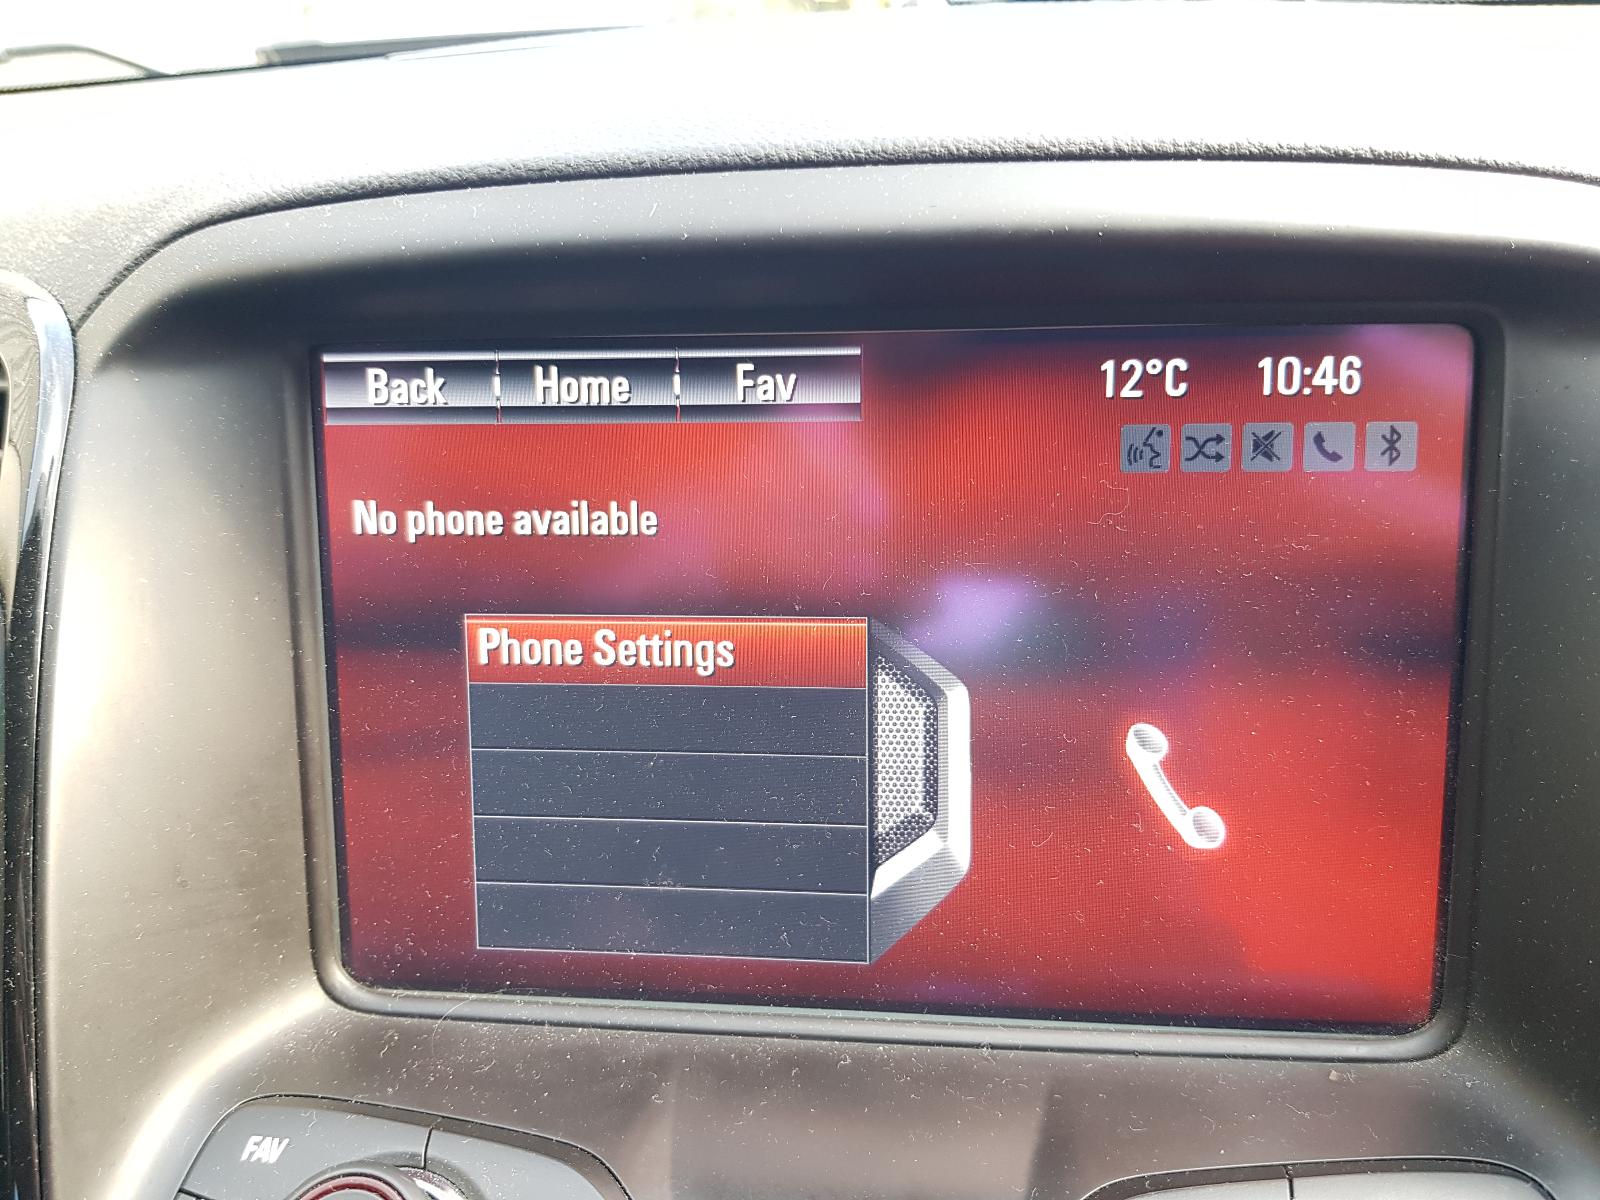 Back Home Fav 12°C 10:46
No phone available
Phone Settings
FAV